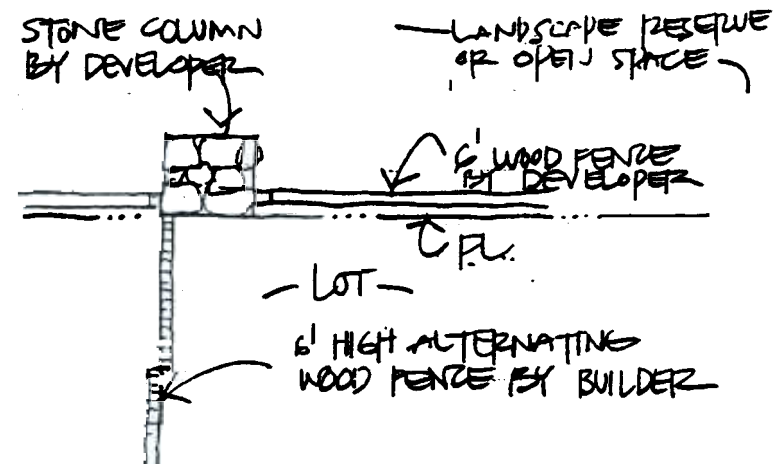 STONE COLUMN
BY DEVELOPER
LANDSCAPE RESERVE
OR OPEN SPACE
6' WOOD FENCE
BY DEVELOPER
P.L.
LOT
6' HIGH ALTERNATING
WOOD FENCE BY BUILDER